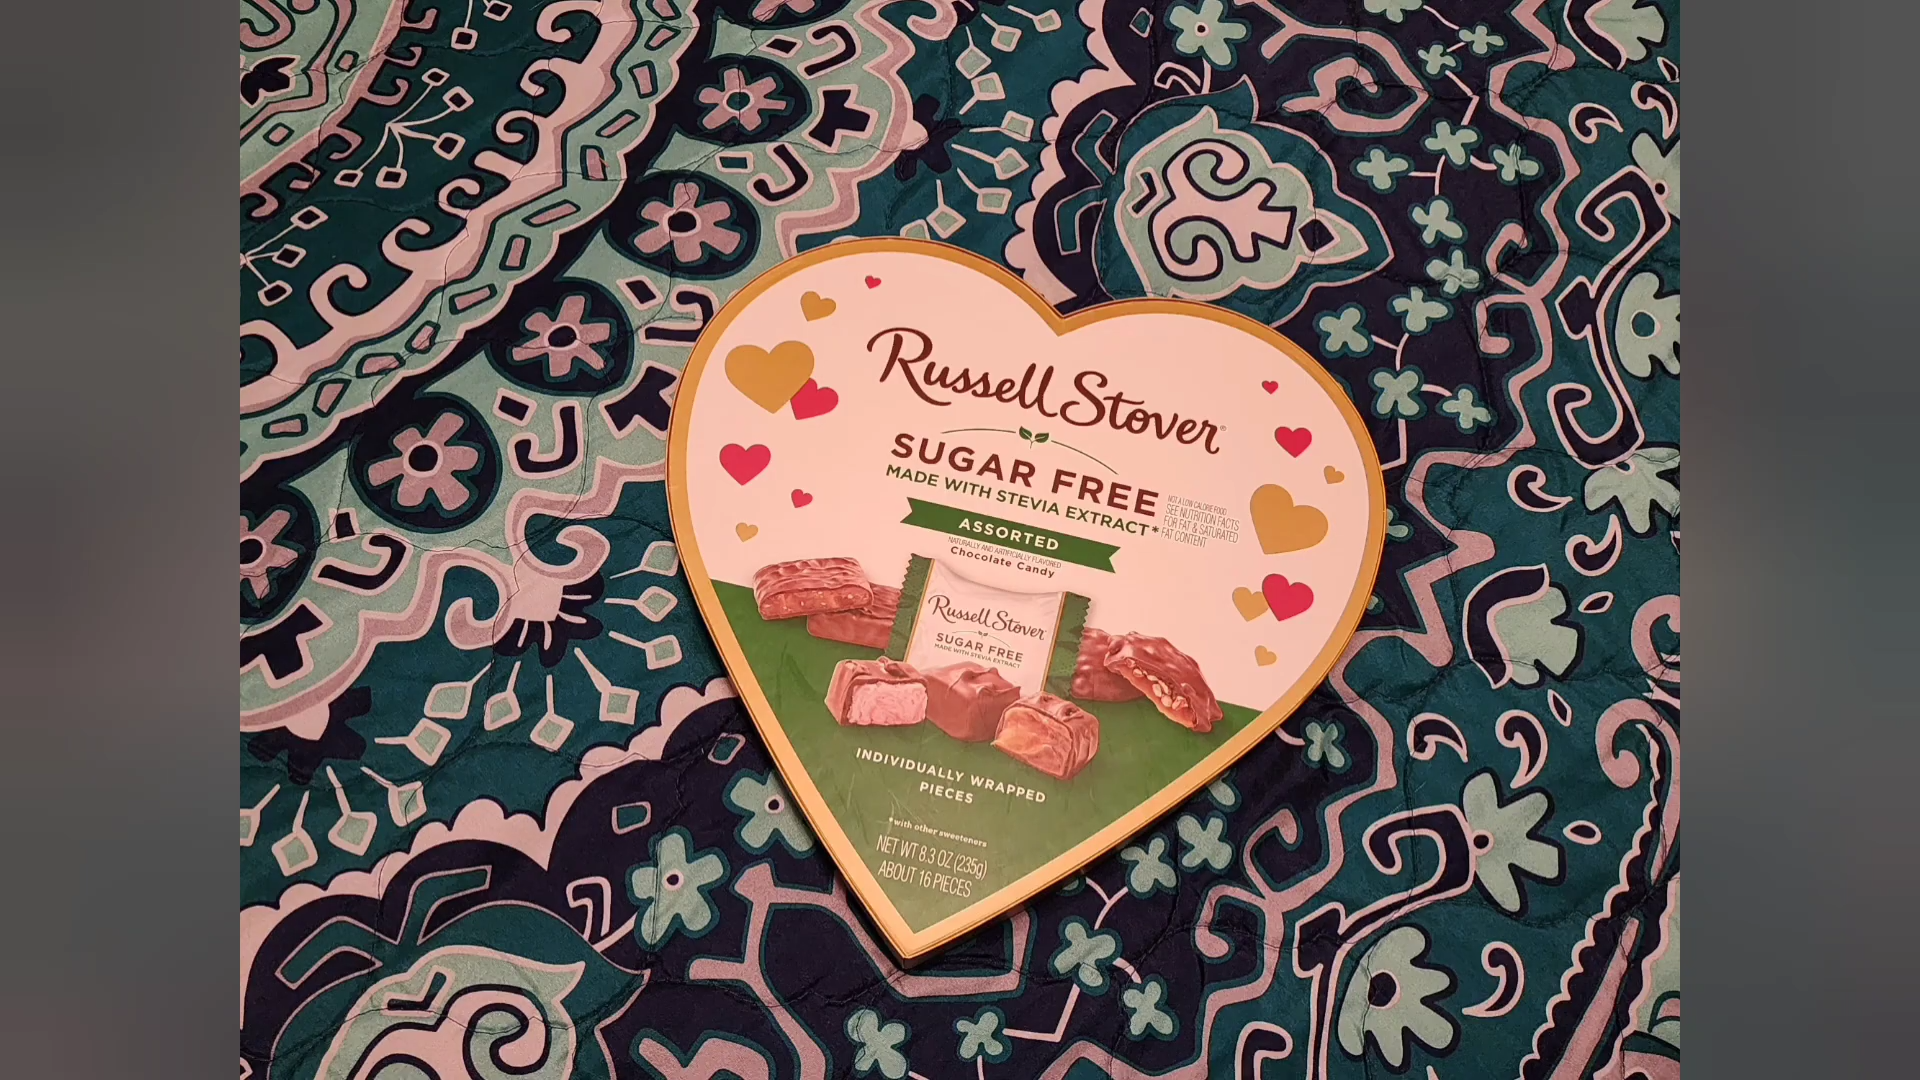 Russell Stover
SUGAR FREE
MADE WITH STEVIA EXTRACT*
NOT A LOW CALORIE FOOD
SEE NUTRITION FACTS
FOR FAT & SATURATED
FAT CONTENT
ASSORTED
NATURALLY AND ARTIFICIALLY FLAVORED
Chocolate Candy
Russell Stover
SUGAR FREE
MADE WITH STEVIA EXTRACT
INDIVIDUALLY WRAPPED
PIECES
*with other sweeteners
NET WT 8.3 OZ (235g)
ABOUT 16 PIECES